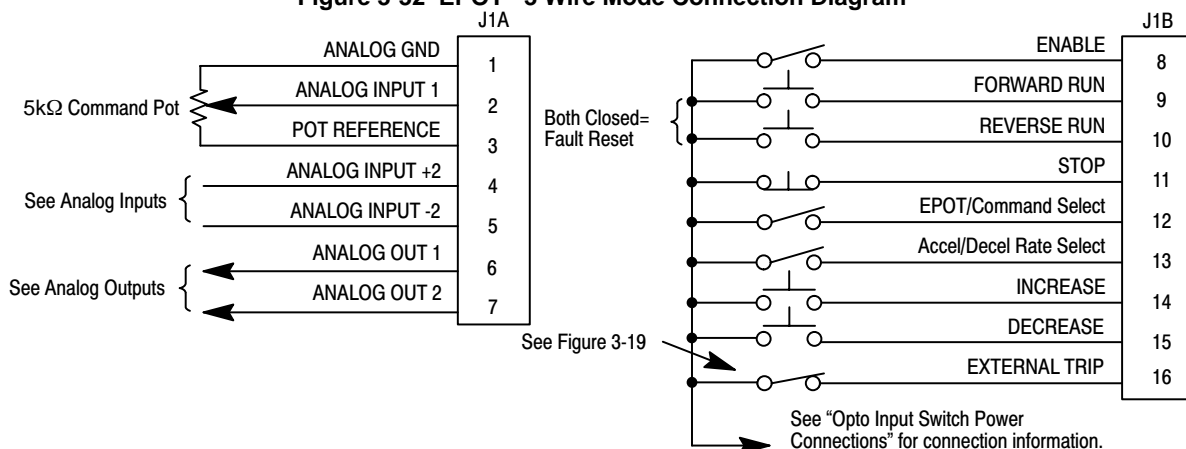 Figure 3-32 EPOT - 3 Wire Mode Connection Diagram
J1A
ANALOG GND
1
5kΩ Command Pot
ANALOG INPUT 1
2
POT REFERENCE
3
ANALOG INPUT +2
4
See Analog Inputs
ANALOG INPUT -2
5
ANALOG OUT 1
6
See Analog Outputs
ANALOG OUT 2
7
J1B
ENABLE
8
FORWARD RUN
9
Both Closed=
Fault Reset
REVERSE RUN
10
STOP
11
EPOT/Command Select
12
Accel/Decel Rate Select
13
INCREASE
14
DECREASE
15
See Figure 3-19
EXTERNAL TRIP
16
See “Opto Input Switch Power
Connections” for connection information.